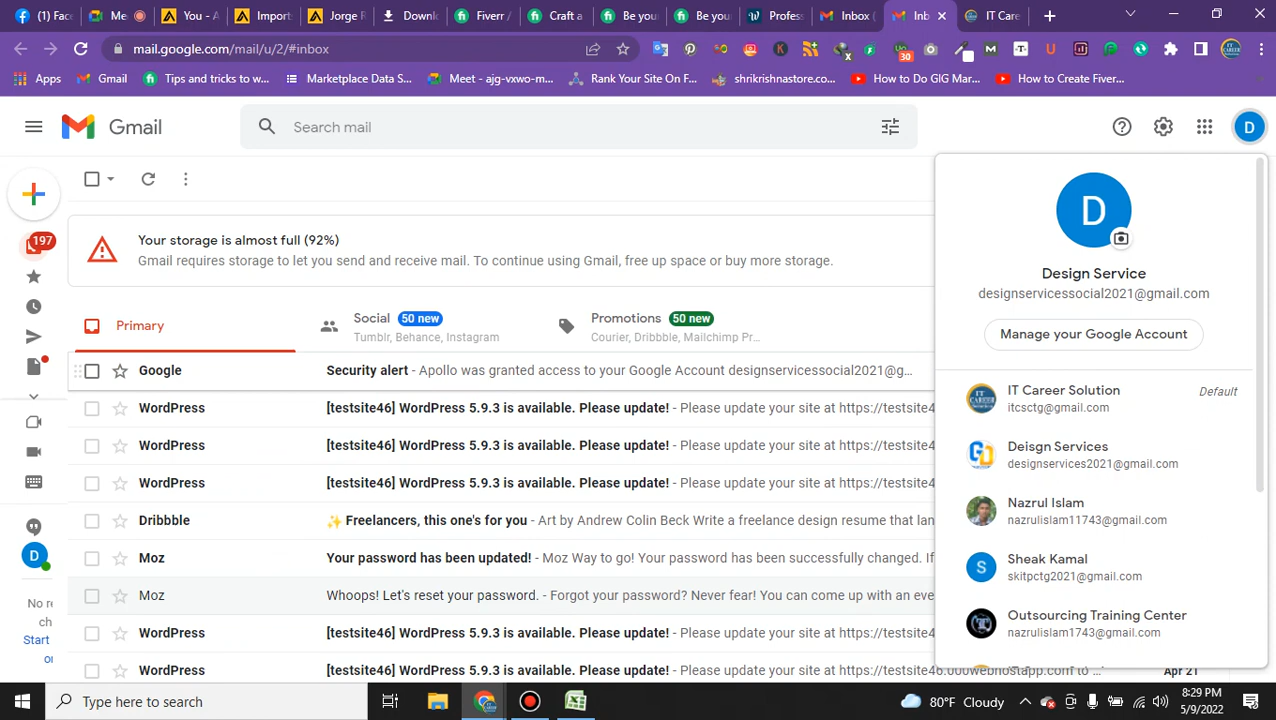 (1) Fac
Me
You - A
Import
Jorge R
Downl
Fiverr /
Craft a
Be you
Be you
Profess
Inbox (
Inb
IT Care
mail.google.com/mail/u/2/#inbox
30
Apps
Gmail
Tips and tricks to w...
Marketplace Data S...
Meet - ajg-vxwo-m...
Rank Your Site On F...
shrikrishnastore.co...
How to Do GIG Mar...
How to Create Fiver...
Gmail
Search mail
D
Your storage is almost full (92%)
Gmail requires storage to let you send and receive mail. To continue using Gmail, free up space or buy more storage.
197
Primary
Social 50 new
Tumblr, Behance, Instagram
Promotions 50 new
Courier, Dribbble, Mailchimp Pr...
Google Security alert - Apollo was granted access to your Google Account designservicessocial2021@g...
WordPress [testsite46] WordPress 5.9.3 is available. Please update! - Please update your site at https://testsite4
WordPress [testsite46] WordPress 5.9.3 is available. Please update! - Please update your site at https://testsite4
WordPress [testsite46] WordPress 5.9.3 is available. Please update! - Please update your site at https://testsite4
Dribbble ✨ Freelancers, this one's for you - Art by Andrew Colin Beck Write a freelance design resume that lan
Moz Your password has been updated! - Moz Way to go! Your password has been successfully changed. If
Moz Whoops! Let's reset your password. - Forgot your password? Never fear! You can come up with an eve
WordPress [testsite46] WordPress 5.9.3 is available. Please update! - Please update your site at https://testsite4
WordPress [testsite46] WordPress 5.9.3 is available. Please update! - Please update your site at https://testsite46.000webhostapp.com to ... Apr 21
D
No re
ch
Start
or
D
Design Service
designservicessocial2021@gmail.com
Manage your Google Account
IT Career Solution Default
itcsctg@gmail.com
Deisgn Services
designservices2021@gmail.com
Nazrul Islam
nazrulislam11743@gmail.com
S
Sheak Kamal
skitpctg2021@gmail.com
Outsourcing Training Center
nazrulislam1743@gmail.com
Type here to search
80°F Cloudy
8:29 PM
5/9/2022